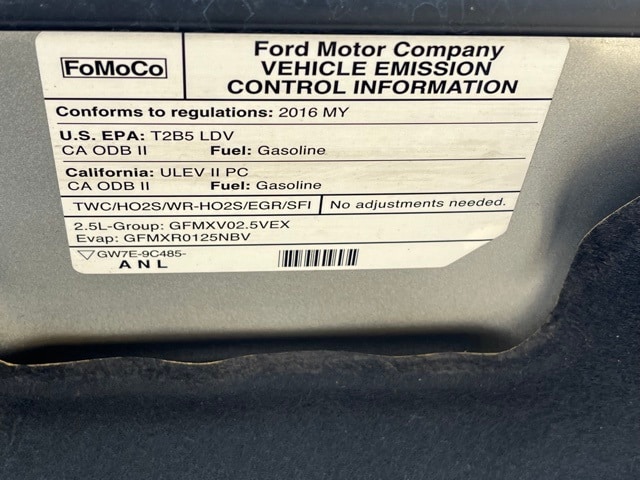 FoMoCo
Ford Motor Company
VEHICLE EMISSION
CONTROL INFORMATION
Conforms to regulations: 2016 MY
U.S. EPA: T2B5 LDV
CA ODB II Fuel: Gasoline
California: ULEV II PC
CA ODB II Fuel: Gasoline
TWC/HO2S/WR-HO2S/EGR/SFI No adjustments needed.
2.5L-Group: GFMXV02.5VEX
Evap: GFMXR0125NBV
GW7E-9C485-
ANL